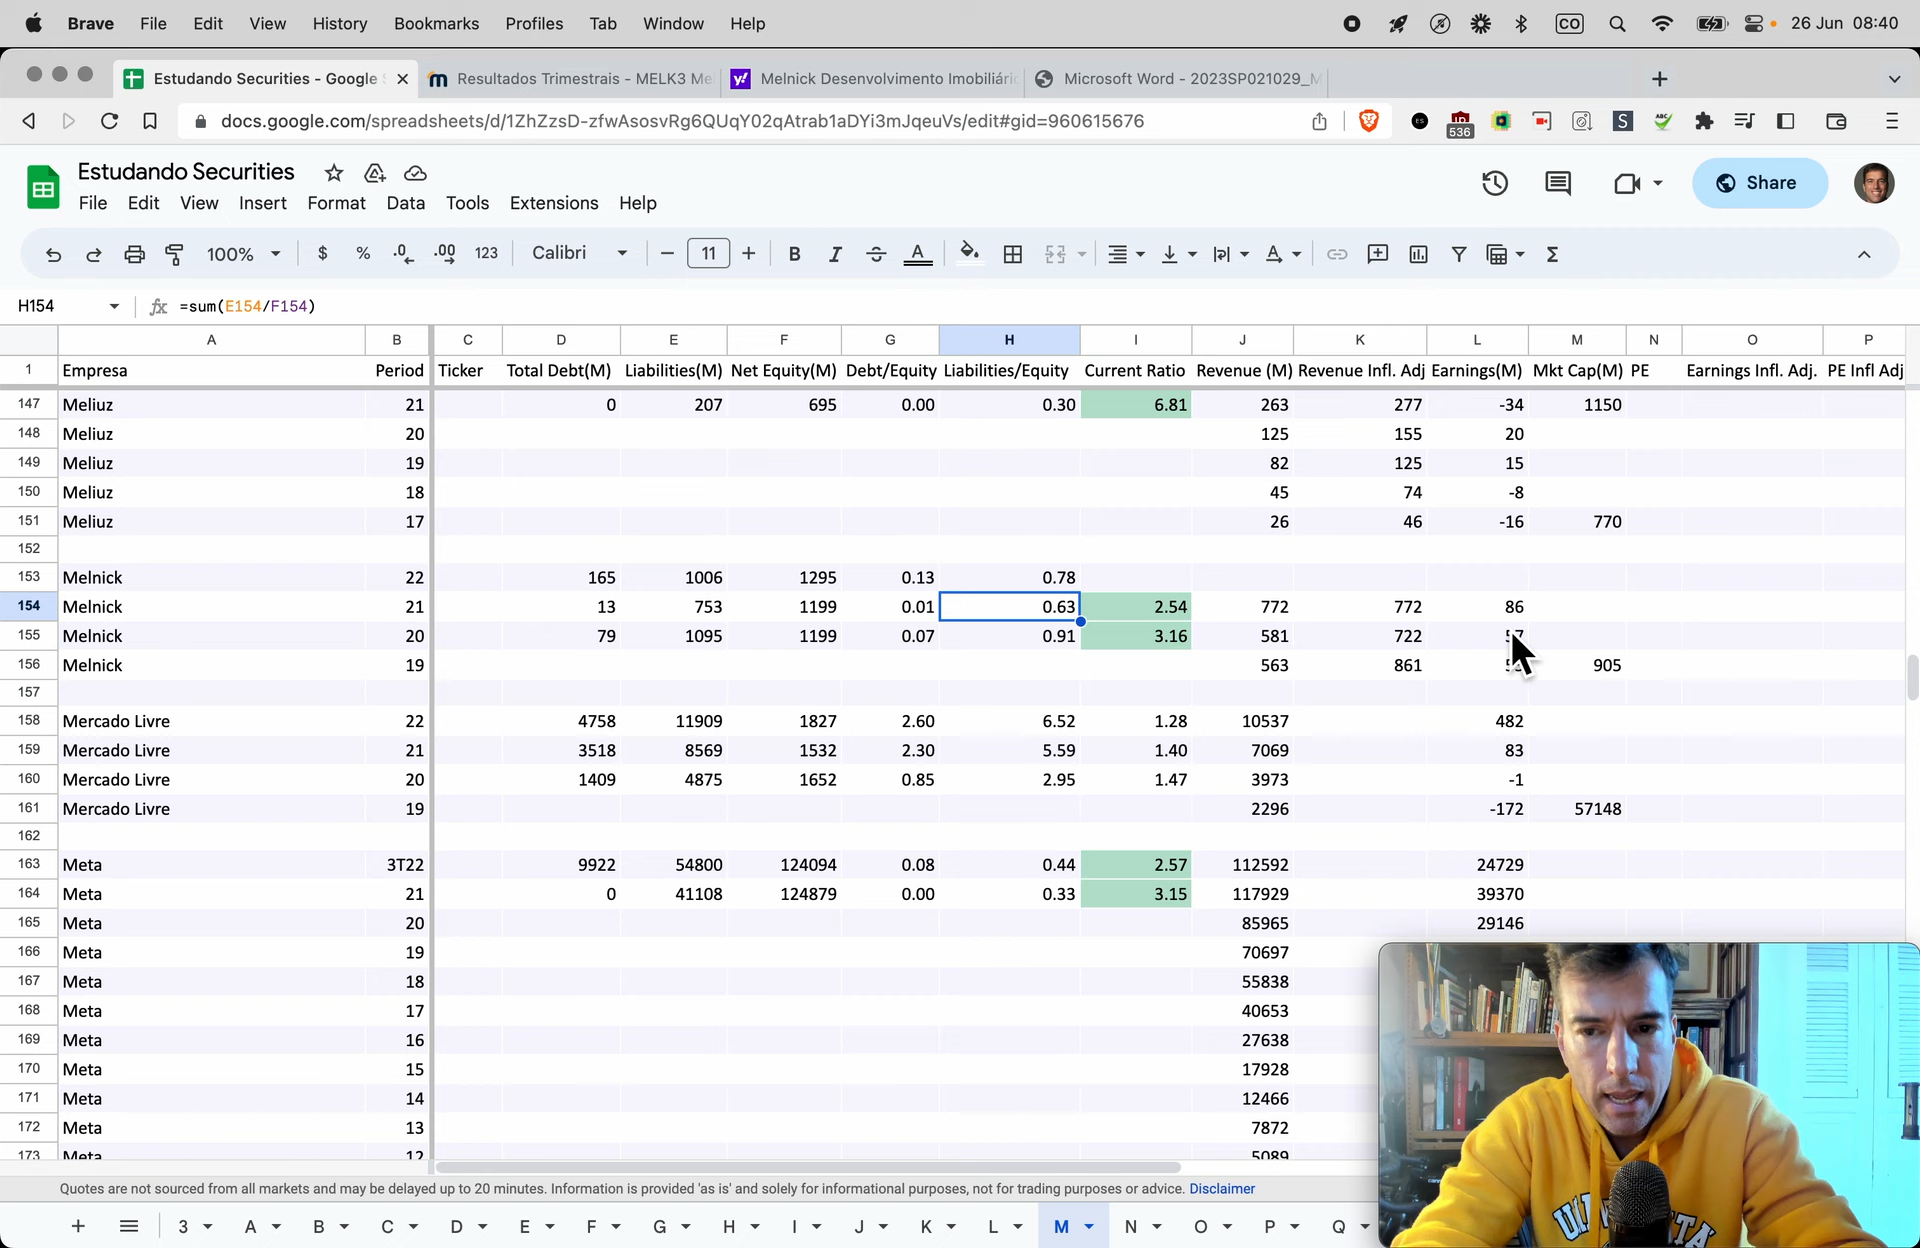 Brave File Edit View History Bookmarks Profiles Tab Window Help CO 26 Jun 08:40
Estudando Securities - Google Resultados Trimestrais - MELK3 Me Melnick Desenvolvimento Imobiliári Microsoft Word - 2023SP021029_M
docs.google.com/spreadsheets/d/1ZhZzsD-zfwAsosvRg6QUqY02qAtrab1aDYi3mJqeuVs/edit#gid=960615676 536
Estudando Securities
File Edit View Insert Format Data Tools Extensions Help Share
100% $ % .0 .00 123 Calibri 11 B I A
H154 fx =sum(E154/F154)
A B C D E F G H I J K L M N O P
1 Empresa Period Ticker Total Debt(M) Liabilities(M) Net Equity(M) Debt/Equity Liabilities/Equity Current Ratio Revenue (M) Revenue Infl. Adj Earnings(M) Mkt Cap(M) PE Earnings Infl. Adj. PE Infl Adj
147 Meliuz 21 0 207 695 0.00 0.30 6.81 263 277 -34 1150
148 Meliuz 20 125 155 20
149 Meliuz 19 82 125 15
150 Meliuz 18 45 74 -8
151 Meliuz 17 26 46 -16 770
152
153 Melnick 22 165 1006 1295 0.13 0.78
154 Melnick 21 13 753 1199 0.01 0.63 2.54 772 772 86
155 Melnick 20 79 1095 1199 0.07 0.91 3.16 581 722 57
156 Melnick 19 563 861 905
157
158 Mercado Livre 22 4758 11909 1827 2.60 6.52 1.28 10537 482
159 Mercado Livre 21 3518 8569 1532 2.30 5.59 1.40 7069 83
160 Mercado Livre 20 1409 4875 1652 0.85 2.95 1.47 3973 -1
161 Mercado Livre 19 2296 -172 57148
162
163 Meta 3T22 9922 54800 124094 0.08 0.44 2.57 112592 24729
164 Meta 21 0 41108 124879 0.00 0.33 3.15 117929 39370
165 Meta 20 85965 29146
166 Meta 19 70697
167 Meta 18 55838
168 Meta 17 40653
169 Meta 16 27638
170 Meta 15 17928
171 Meta 14 12466
172 Meta 13 7872
173 Meta 12 5089
Quotes are not sourced from all markets and may be delayed up to 20 minutes. Information is provided 'as is' and solely for informational purposes, not for trading purposes or advice. Disclaimer
3 A B C D E F G H I J K L M N O P Q